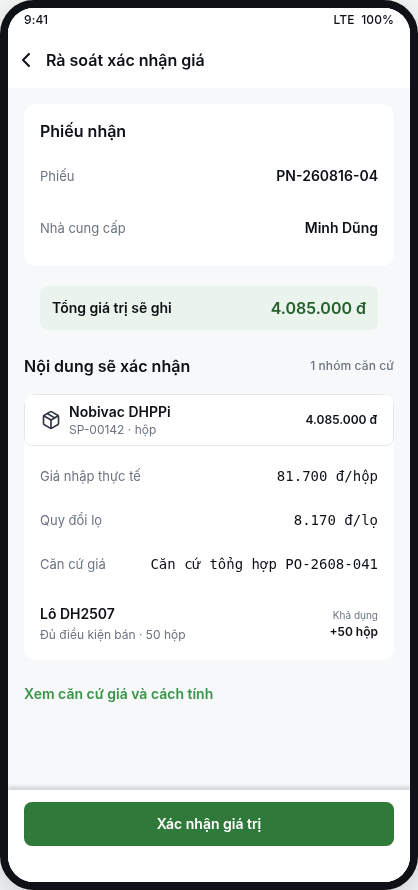 9:41
LTE 100%
Rà soát xác nhận giá
Phiếu nhận
Phiếu
PN-260816-04
Nhà cung cấp
Minh Dũng
Tổng giá trị sẽ ghi
4.085.000 đ
Nội dung sẽ xác nhận
1 nhóm căn cứ
Nobivac DHPPi
SP-00142 · hộp
4.085.000 đ
Giá nhập thực tế
81.700 đ/hộp
Quy đổi lọ
8.170 đ/lọ
Căn cứ giá
Căn cứ tổng hợp PO-2608-041
Lô DH2507
Đủ điều kiện bán · 50 hộp
Khả dụng
+50 hộp
Xem căn cứ giá và cách tính
Xác nhận giá trị